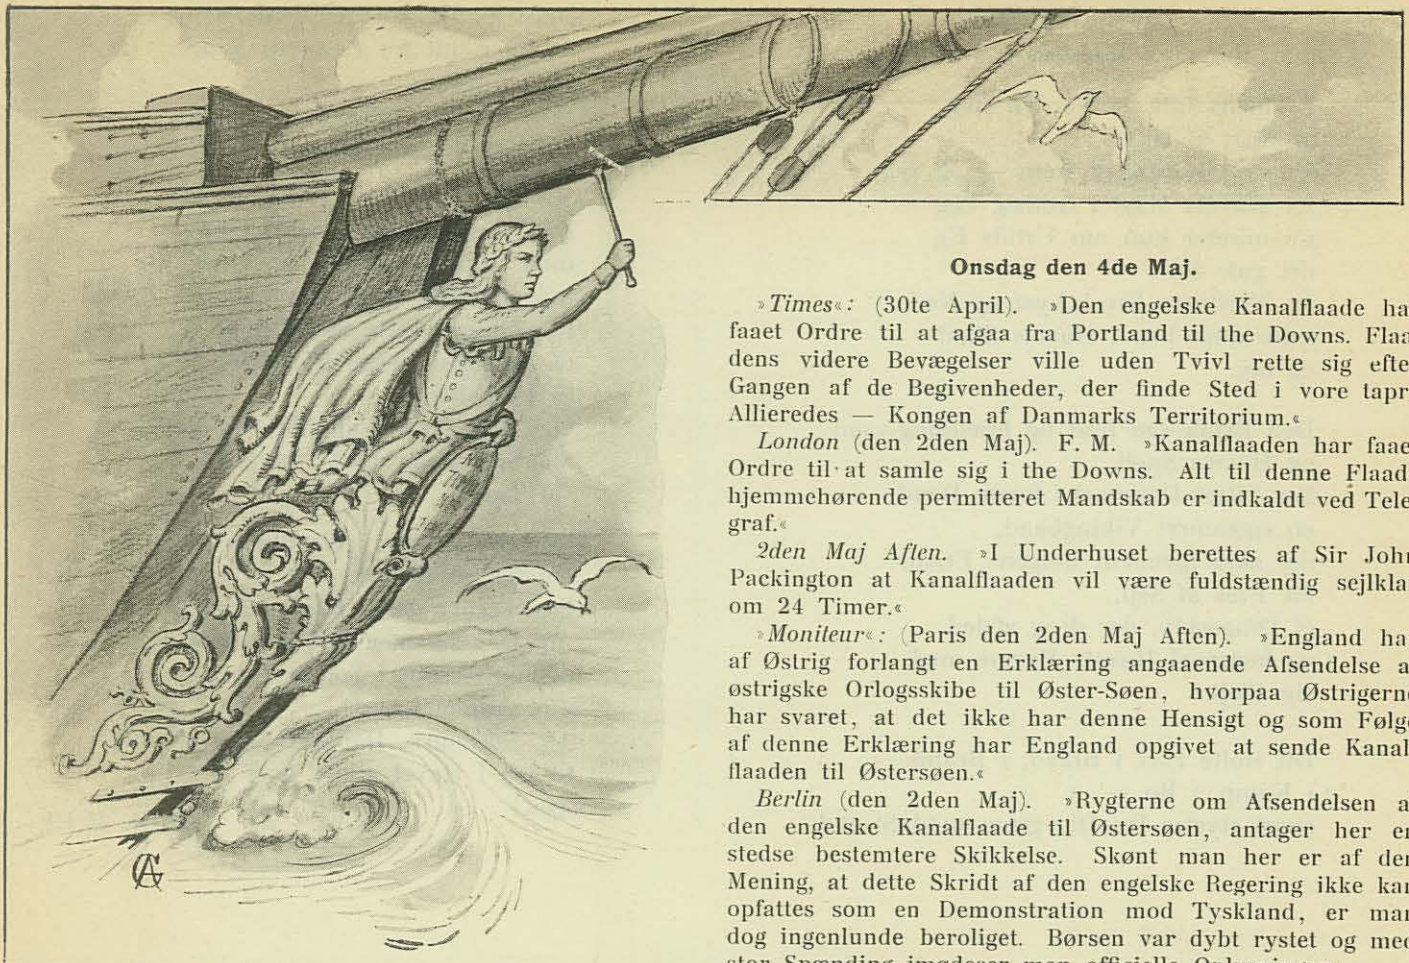 Onsdag den 4de Maj.
»Times«: (30te April). »Den engelske Kanalflaade ha
faaet Ordre til at afgaa fra Portland til the Downs. Flaa
dens videre Bevægelser ville uden Tvivl rette sig efte
Gangen af de Begivenheder, der finde Sted i vore tapr
Allieredes — Kongen af Danmarks Territorium.«
London (den 2den Maj). F. M. »Kanalflaaden har faae
Ordre til at samle sig i the Downs. Alt til denne Flaad
hjemmehørende permitteret Mandskab er indkaldt ved Tele
graf.«
2den Maj Aften. »I Underhuset berettes af Sir John
Packington at Kanalflaaden vil være fuldstændig sejlkla
om 24 Timer.«
»Moniteur«: (Paris den 2den Maj Aften). »England ha
af Østrig forlangt en Erklæring angaaende Afsendelse a
østrigske Orlogsskibe til Øster-Søen, hvorpaa Østrigerne
har svaret, at det ikke har denne Hensigt og som Følge
af denne Erklæring har England opgivet at sende Kanal
flaaden til Østersøen.«
Berlin (den 2den Maj). »Rygterne om Afsendelsen a
den engelske Kanalflaade til Østersøen, antager her en
stedse bestemtere Skikkelse. Skønt man her er af den
Mening, at dette Skridt af den engelske Regering ikke kan
opfattes som en Demonstration mod Tyskland, er man
dog ingenlunde beroliget. Børsen var dybt rystet og med